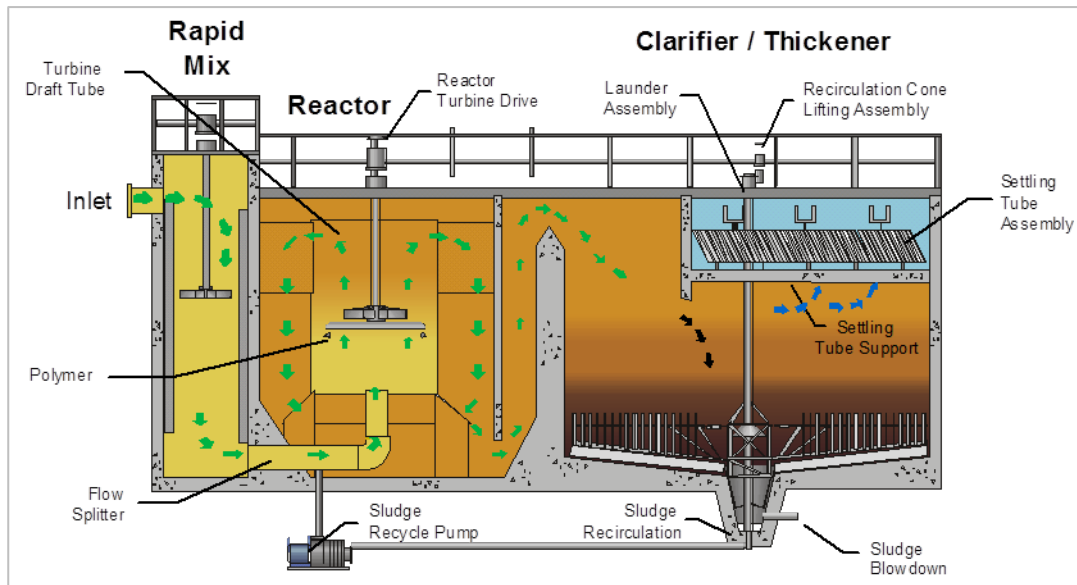 Rapid
Mix
Clarifier / Thickener
Turbine
Draft Tube
Reactor
Reactor
Turbine Drive
Launder
Assembly
Recirculation Cone
Lifting Assembly
Inlet
Settling
Tube
Assembly
Settling
Tube Support
Polymer
Flow
Splitter
Sludge
Recycle Pump
Sludge
Recirculation
Sludge
Blowdown